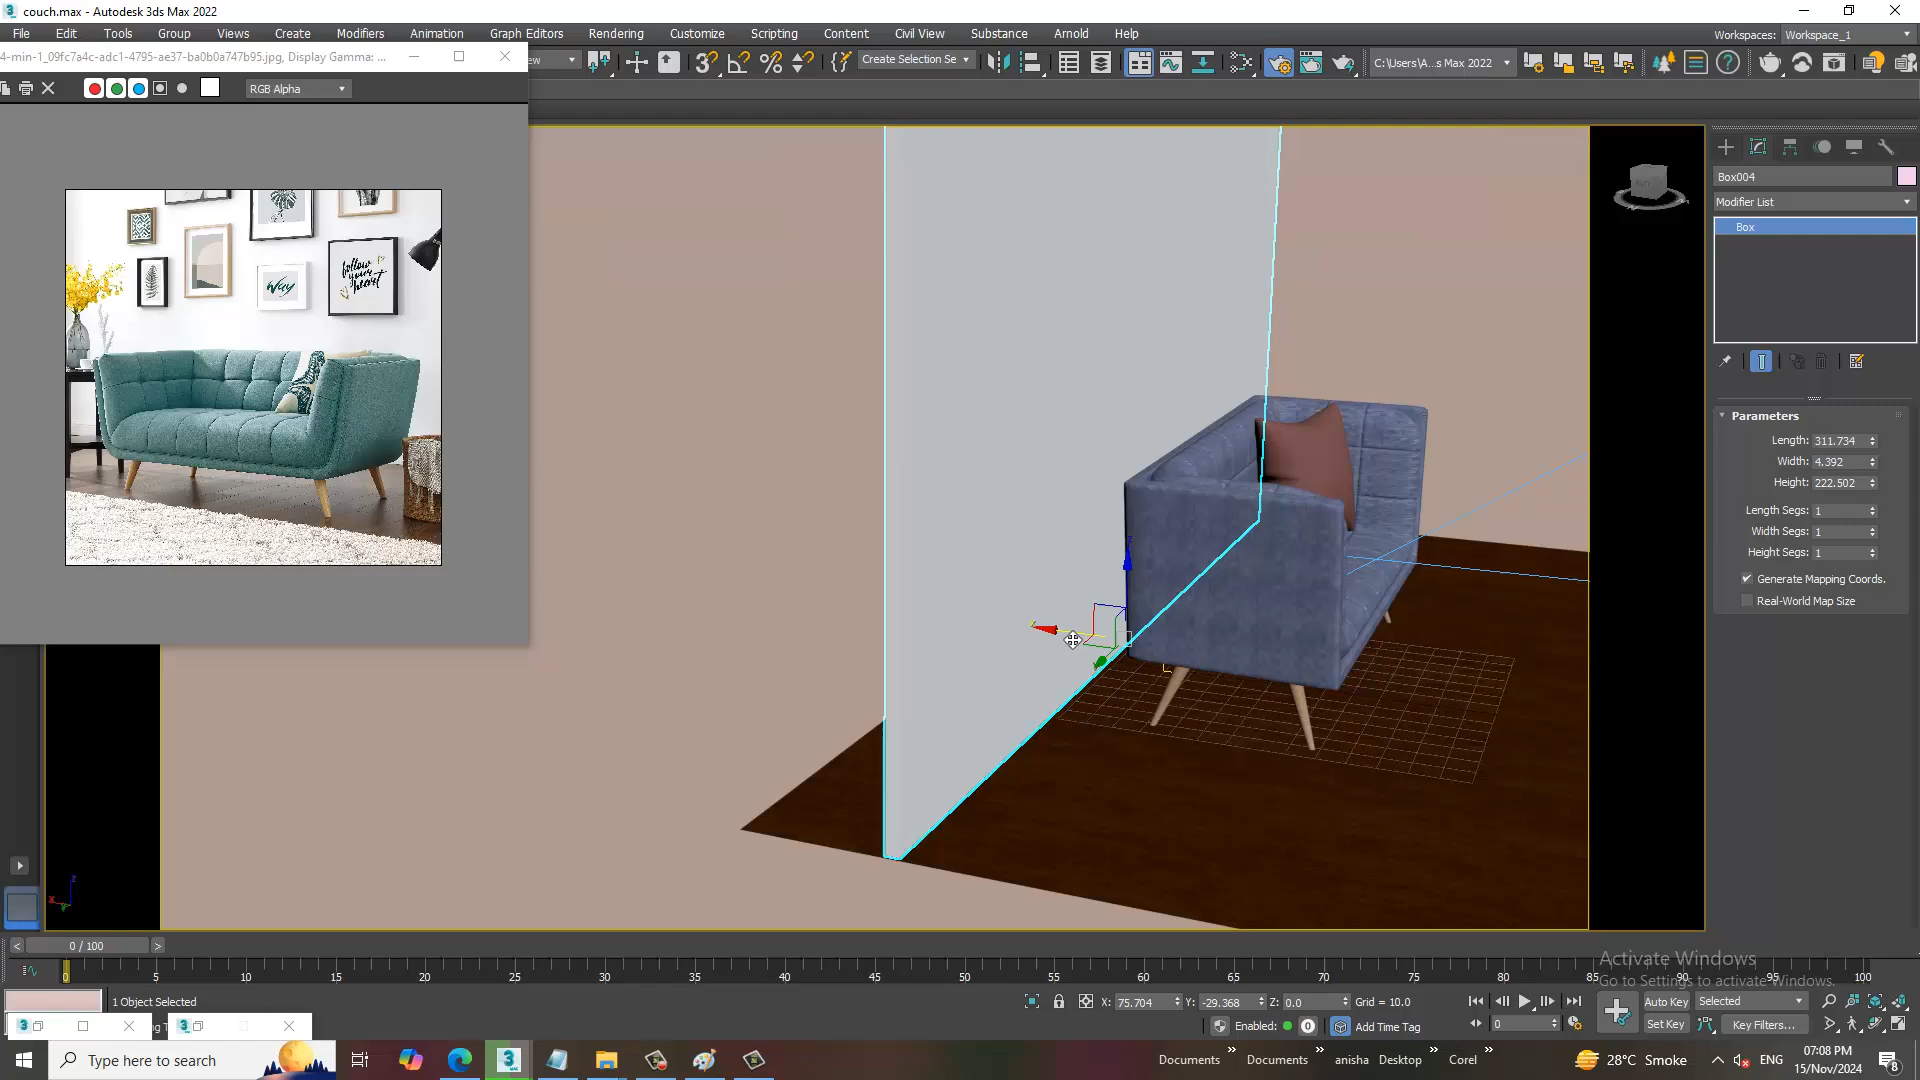 couch.max - Autodesk 3ds Max 2022
File Edit Tools Group Views Create Modifiers Animation Graph Editors Rendering Customize Scripting Content Civil View Substance Arnold Help
Workspaces: Workspace_1
4-min-1_09fc7a4c-adc1-4795-ae37-ba0b0a747b95.jpg, Display Gamma: ...
Create Selection Se
C:\Users\A...s Max 2022
RGB Alpha
follow your heart
Way
Box004
Modifier List
Box
Parameters
Length: 311.734
Width: 4.392
Height: 222.502
Length Segs: 1
Width Segs: 1
Height Segs: 1
Generate Mapping Coords.
Real-World Map Size
0 / 100
0 5 10 15 20 25 30 35 40 45 50 55 60 65 70 75 80 85 90 95 100
Activate Windows
Go to Settings to activate Windows.
1 Object Selected
X: 75.704 Y: -29.368 Z: 0.0 Grid = 10.0
Auto Key Selected
Enabled: 0 Add Time Tag
0
Set Key Key Filters...
Type here to search
Documents Documents anisha Desktop Corel
28°C Smoke
ENG
07:08 PM
15/Nov/2024
8